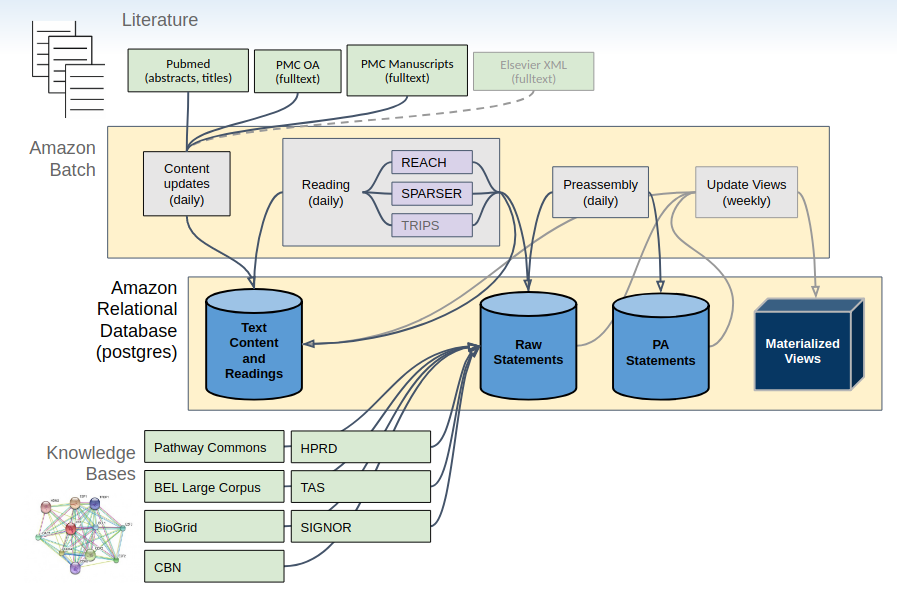 Literature
Pubmed
(abstracts, titles)
PMC OA
(fulltext)
PMC Manuscripts
(fulltext)
Elsevier XML
(fulltext)
Amazon
Batch
Content
updates
(daily)
Reading
(daily)
REACH
SPARSER
TRIPS
Preassembly
(daily)
Update Views
(weekly)
Amazon
Relational
Database
(postgres)
Text
Content
and
Readings
Raw
Statements
PA
Statements
Materialized
Views
Knowledge
Bases
Pathway Commons
HPRD
BEL Large Corpus
TAS
BioGrid
SIGNOR
CBN